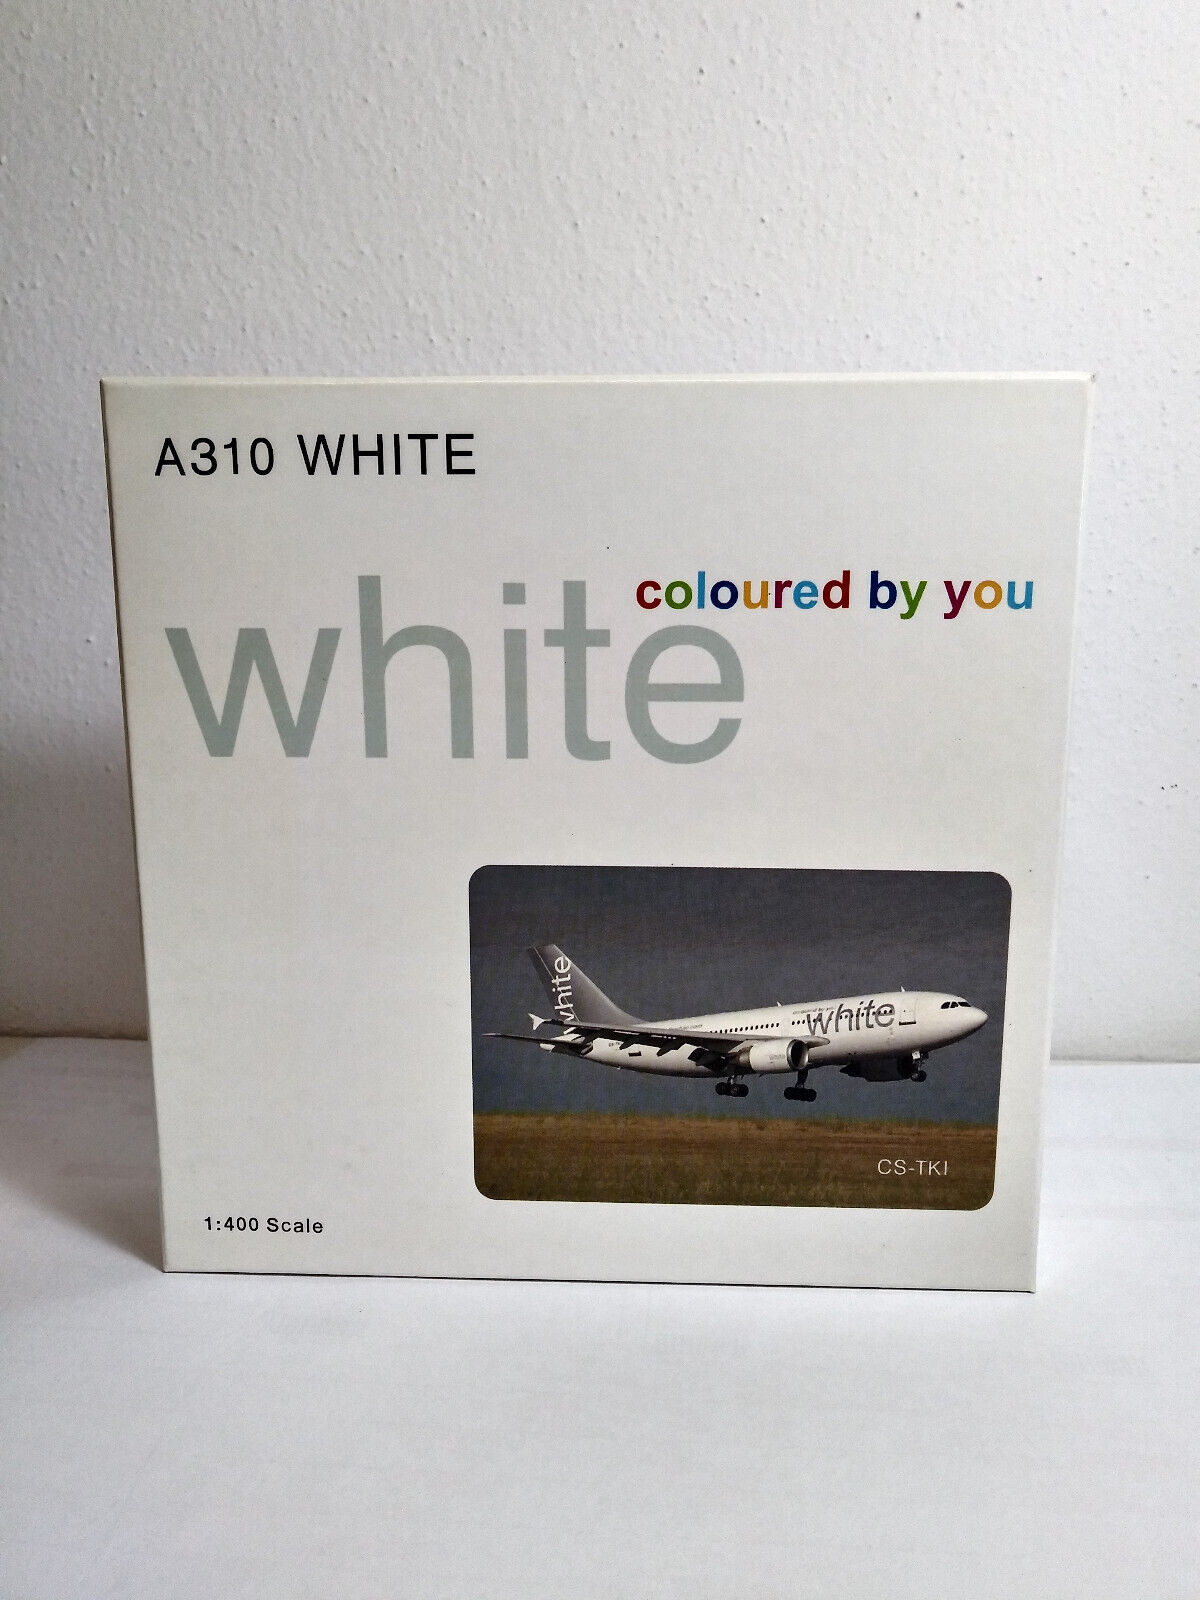 A310 WHITE
coloured by you
white
white
white
CS-TKI
1:400 Scale